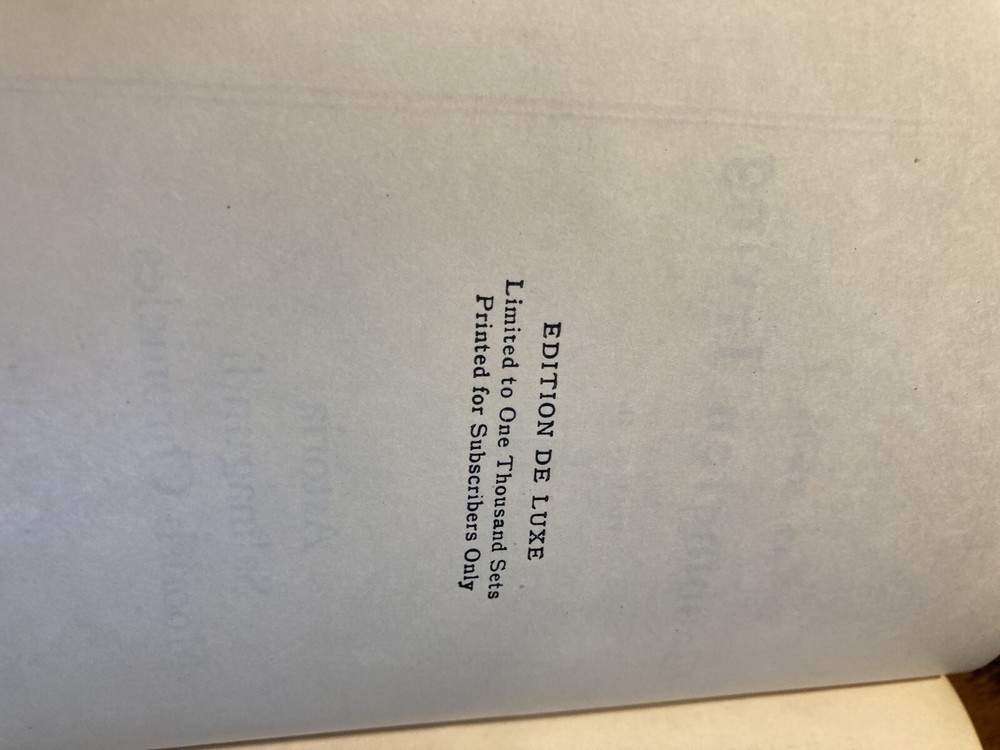 EDITION DE LUXE
Limited to One Thousand Sets
Printed for Subscribers Only